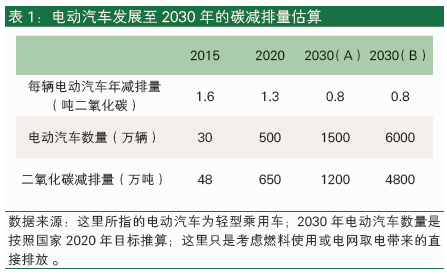 表 1：电动汽车发展至 2030 年的碳减排量估算
2015 2020 2030(A) 2030(B)
每辆电动汽车年减排量
（吨二氧化碳） 1.6 1.3 0.8 0.8
电动汽车数量（万辆） 30 500 1500 6000
二氧化碳减排量（万吨） 48 650 1200 4800
数据来源：这里所指的电动汽车为轻型乘用车；2030 年电动汽车数量是
按照国家 2020 年目标推算；这里只是考虑燃料使用或电网取电带来的直
接排放 。